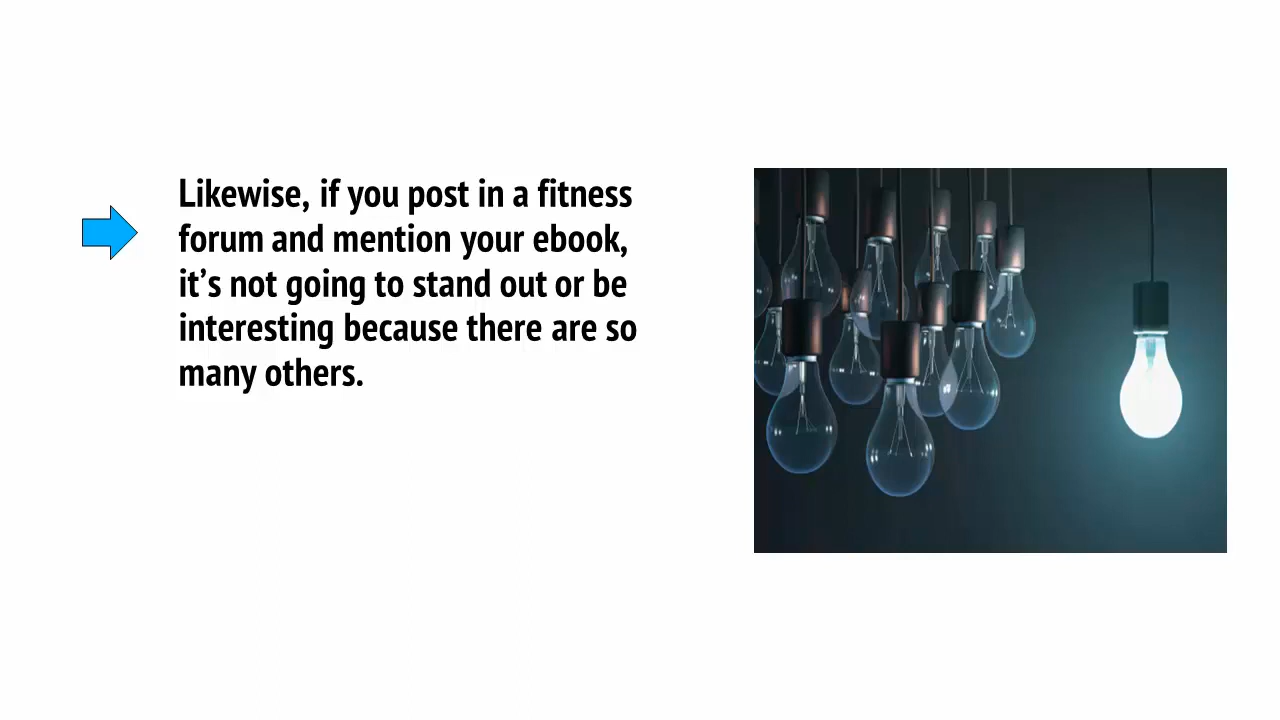 Likewise, if you post in a fitness
forum and mention your ebook,
it’s not going to stand out or be
interesting because there are so
many others.